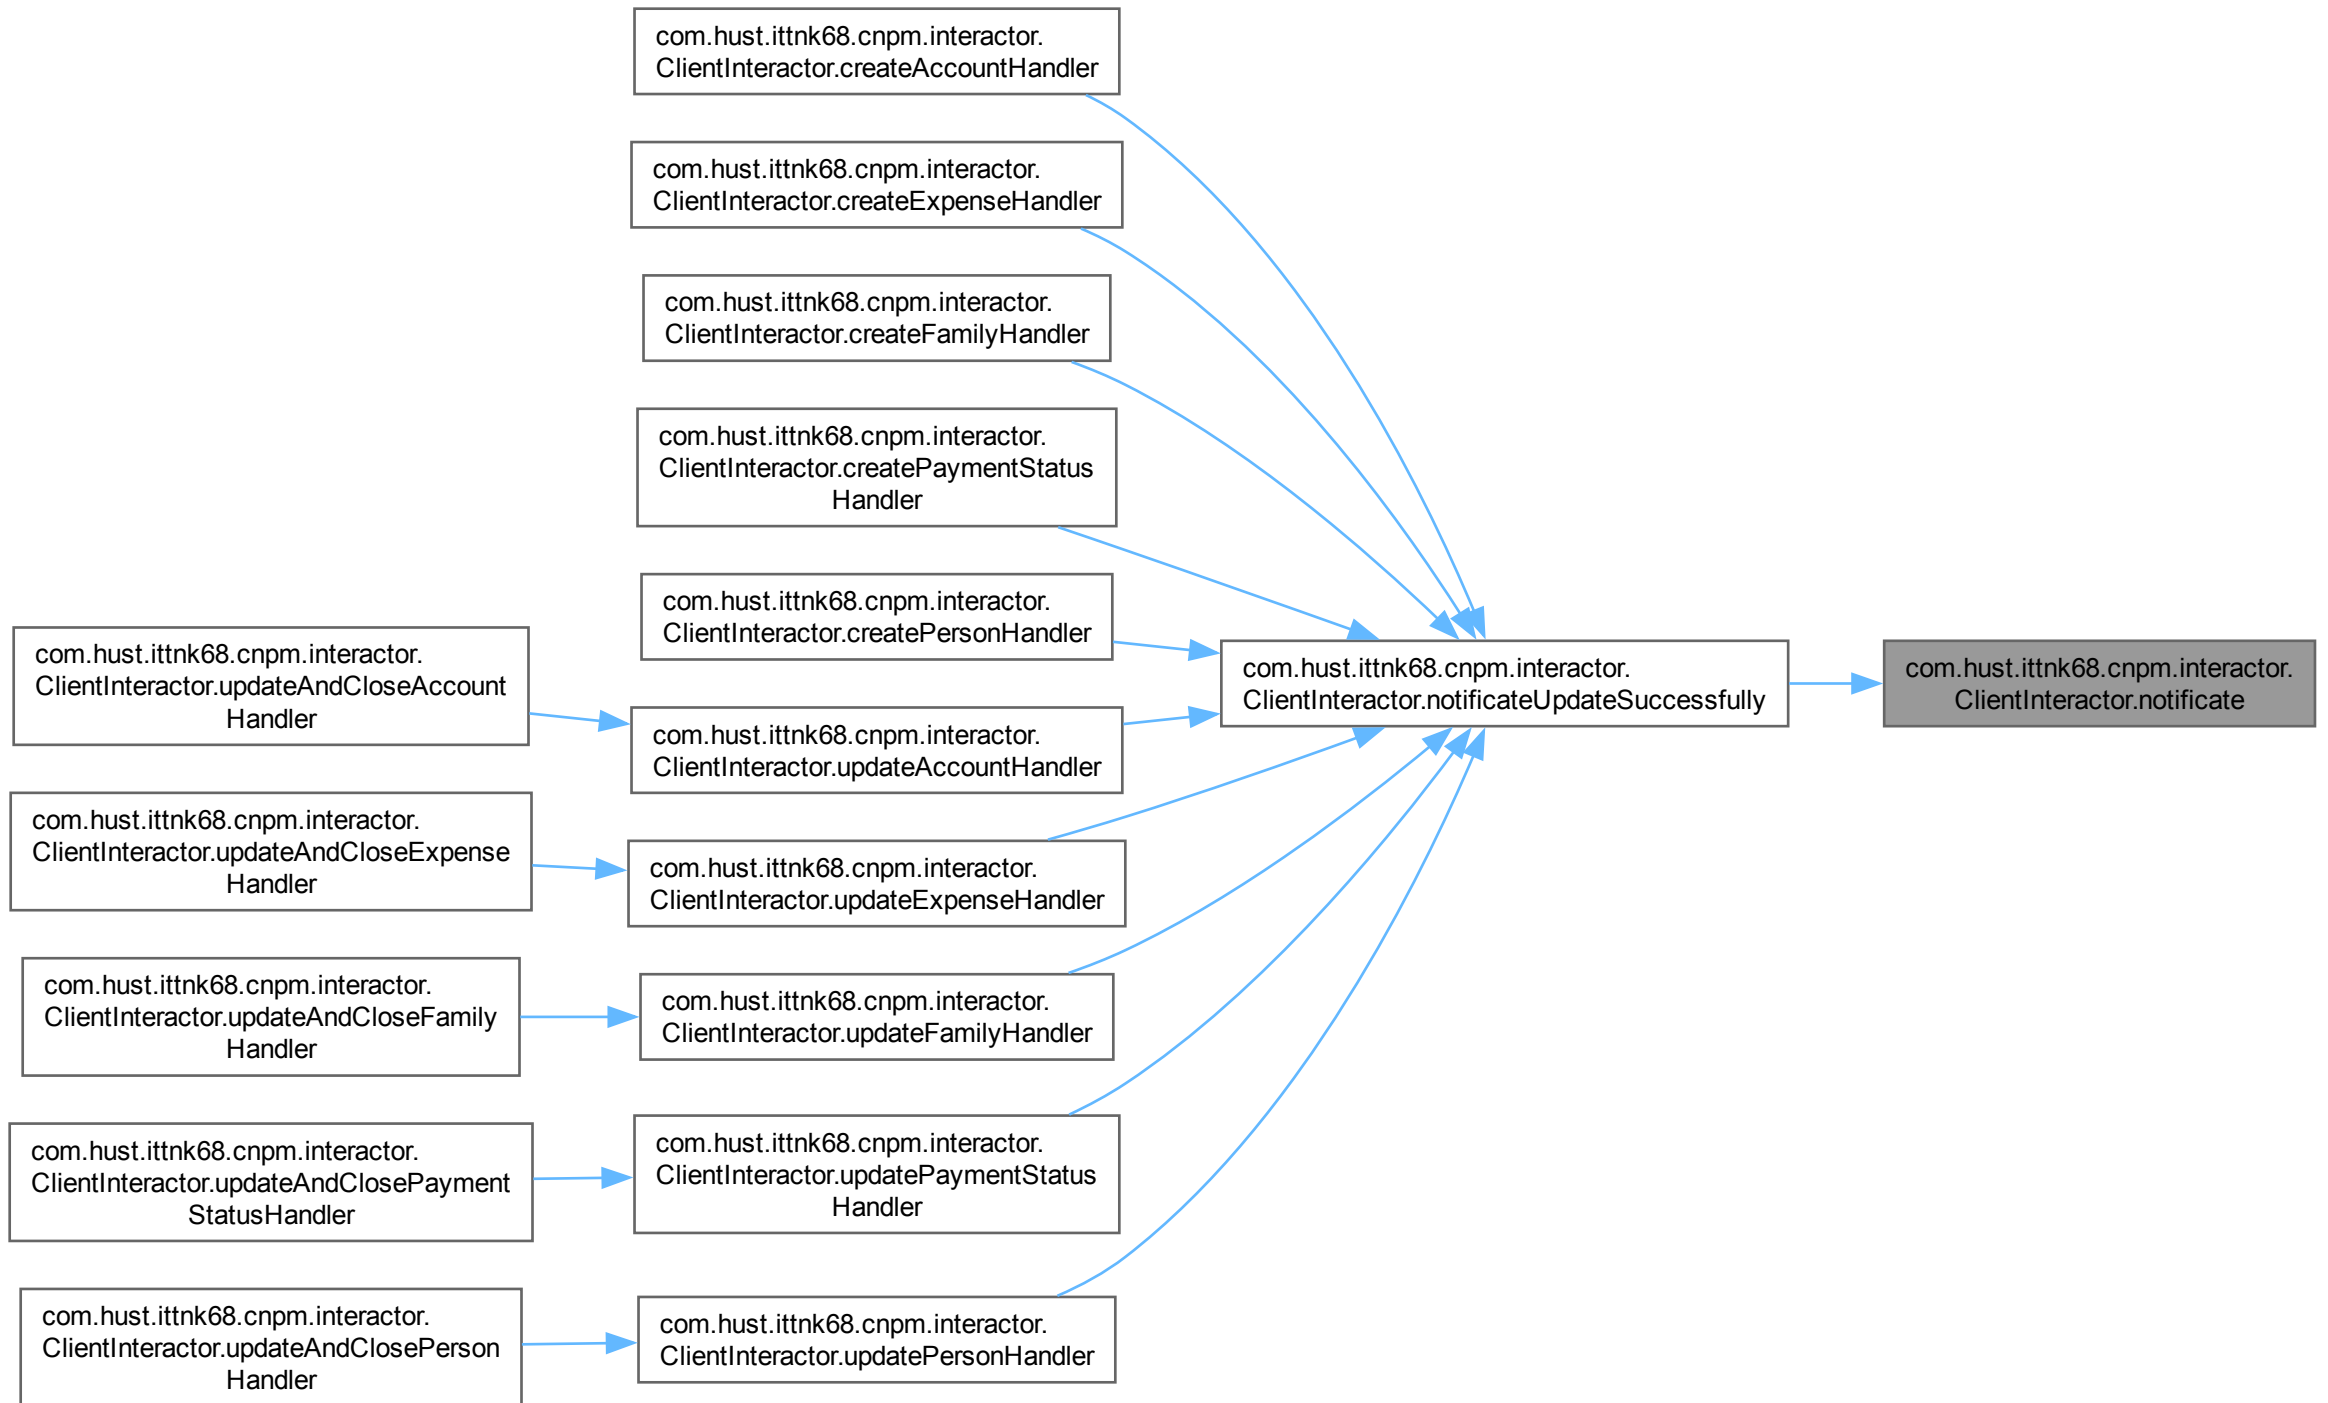 com.hust.ittnk68.cnpm.interactor.
ClientInteractor.createAccountHandler
com.hust.ittnk68.cnpm.interactor.
ClientInteractor.createExpenseHandler
com.hust.ittnk68.cnpm.interactor.
ClientInteractor.createFamilyHandler
com.hust.ittnk68.cnpm.interactor.
ClientInteractor.createPaymentStatus
Handler
com.hust.ittnk68.cnpm.interactor.
ClientInteractor.createPersonHandler
com.hust.ittnk68.cnpm.interactor.
ClientInteractor.updateAndCloseAccount
Handler
com.hust.ittnk68.cnpm.interactor.
ClientInteractor.updateAccountHandler
com.hust.ittnk68.cnpm.interactor.
ClientInteractor.notificateUpdateSuccessfully
com.hust.ittnk68.cnpm.interactor.
ClientInteractor.notificate
com.hust.ittnk68.cnpm.interactor.
ClientInteractor.updateAndCloseExpense
Handler
com.hust.ittnk68.cnpm.interactor.
ClientInteractor.updateExpenseHandler
com.hust.ittnk68.cnpm.interactor.
ClientInteractor.updateAndCloseFamily
Handler
com.hust.ittnk68.cnpm.interactor.
ClientInteractor.updateFamilyHandler
com.hust.ittnk68.cnpm.interactor.
ClientInteractor.updateAndClosePayment
StatusHandler
com.hust.ittnk68.cnpm.interactor.
ClientInteractor.updatePaymentStatus
Handler
com.hust.ittnk68.cnpm.interactor.
ClientInteractor.updateAndClosePerson
Handler
com.hust.ittnk68.cnpm.interactor.
ClientInteractor.updatePersonHandler